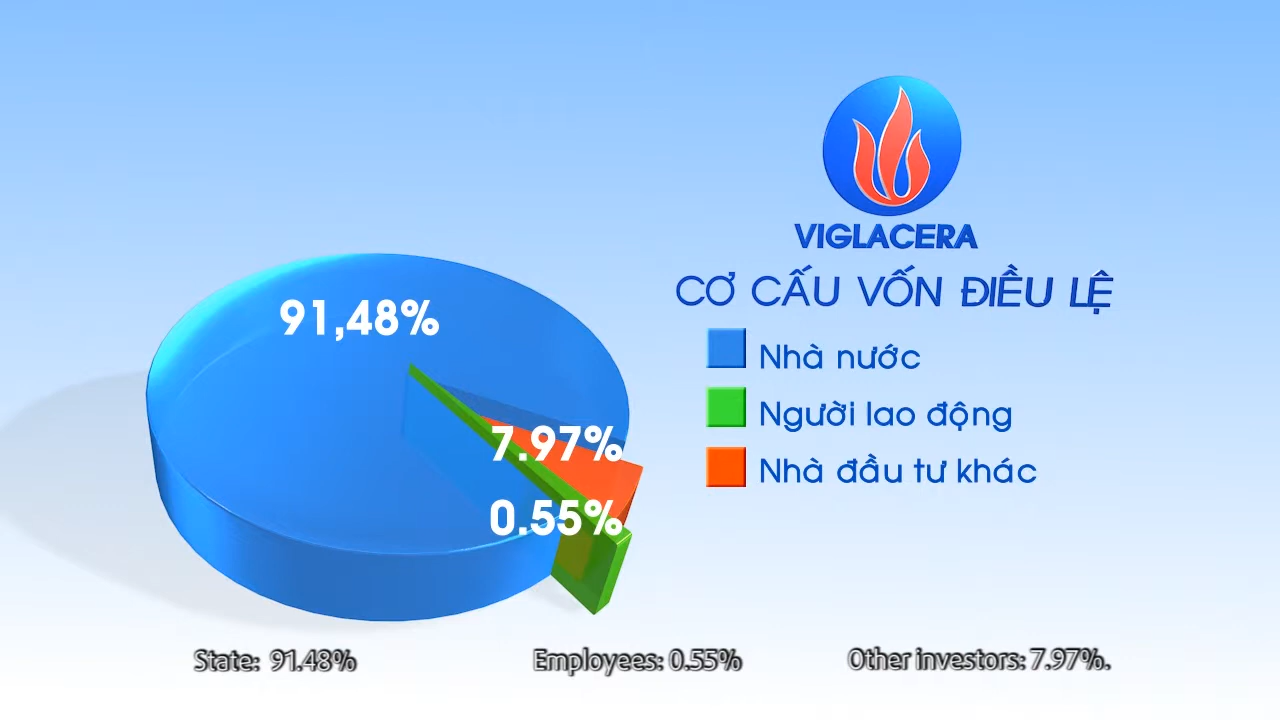 VIGLACERA
CƠ CẤU VỐN ĐIỀU LỆ
91,48%
Nhà nước
Người lao động
7.97%
Nhà đầu tư khác
0.55%
State: 91.48% Employees: 0.55% Other investors: 7.97%.